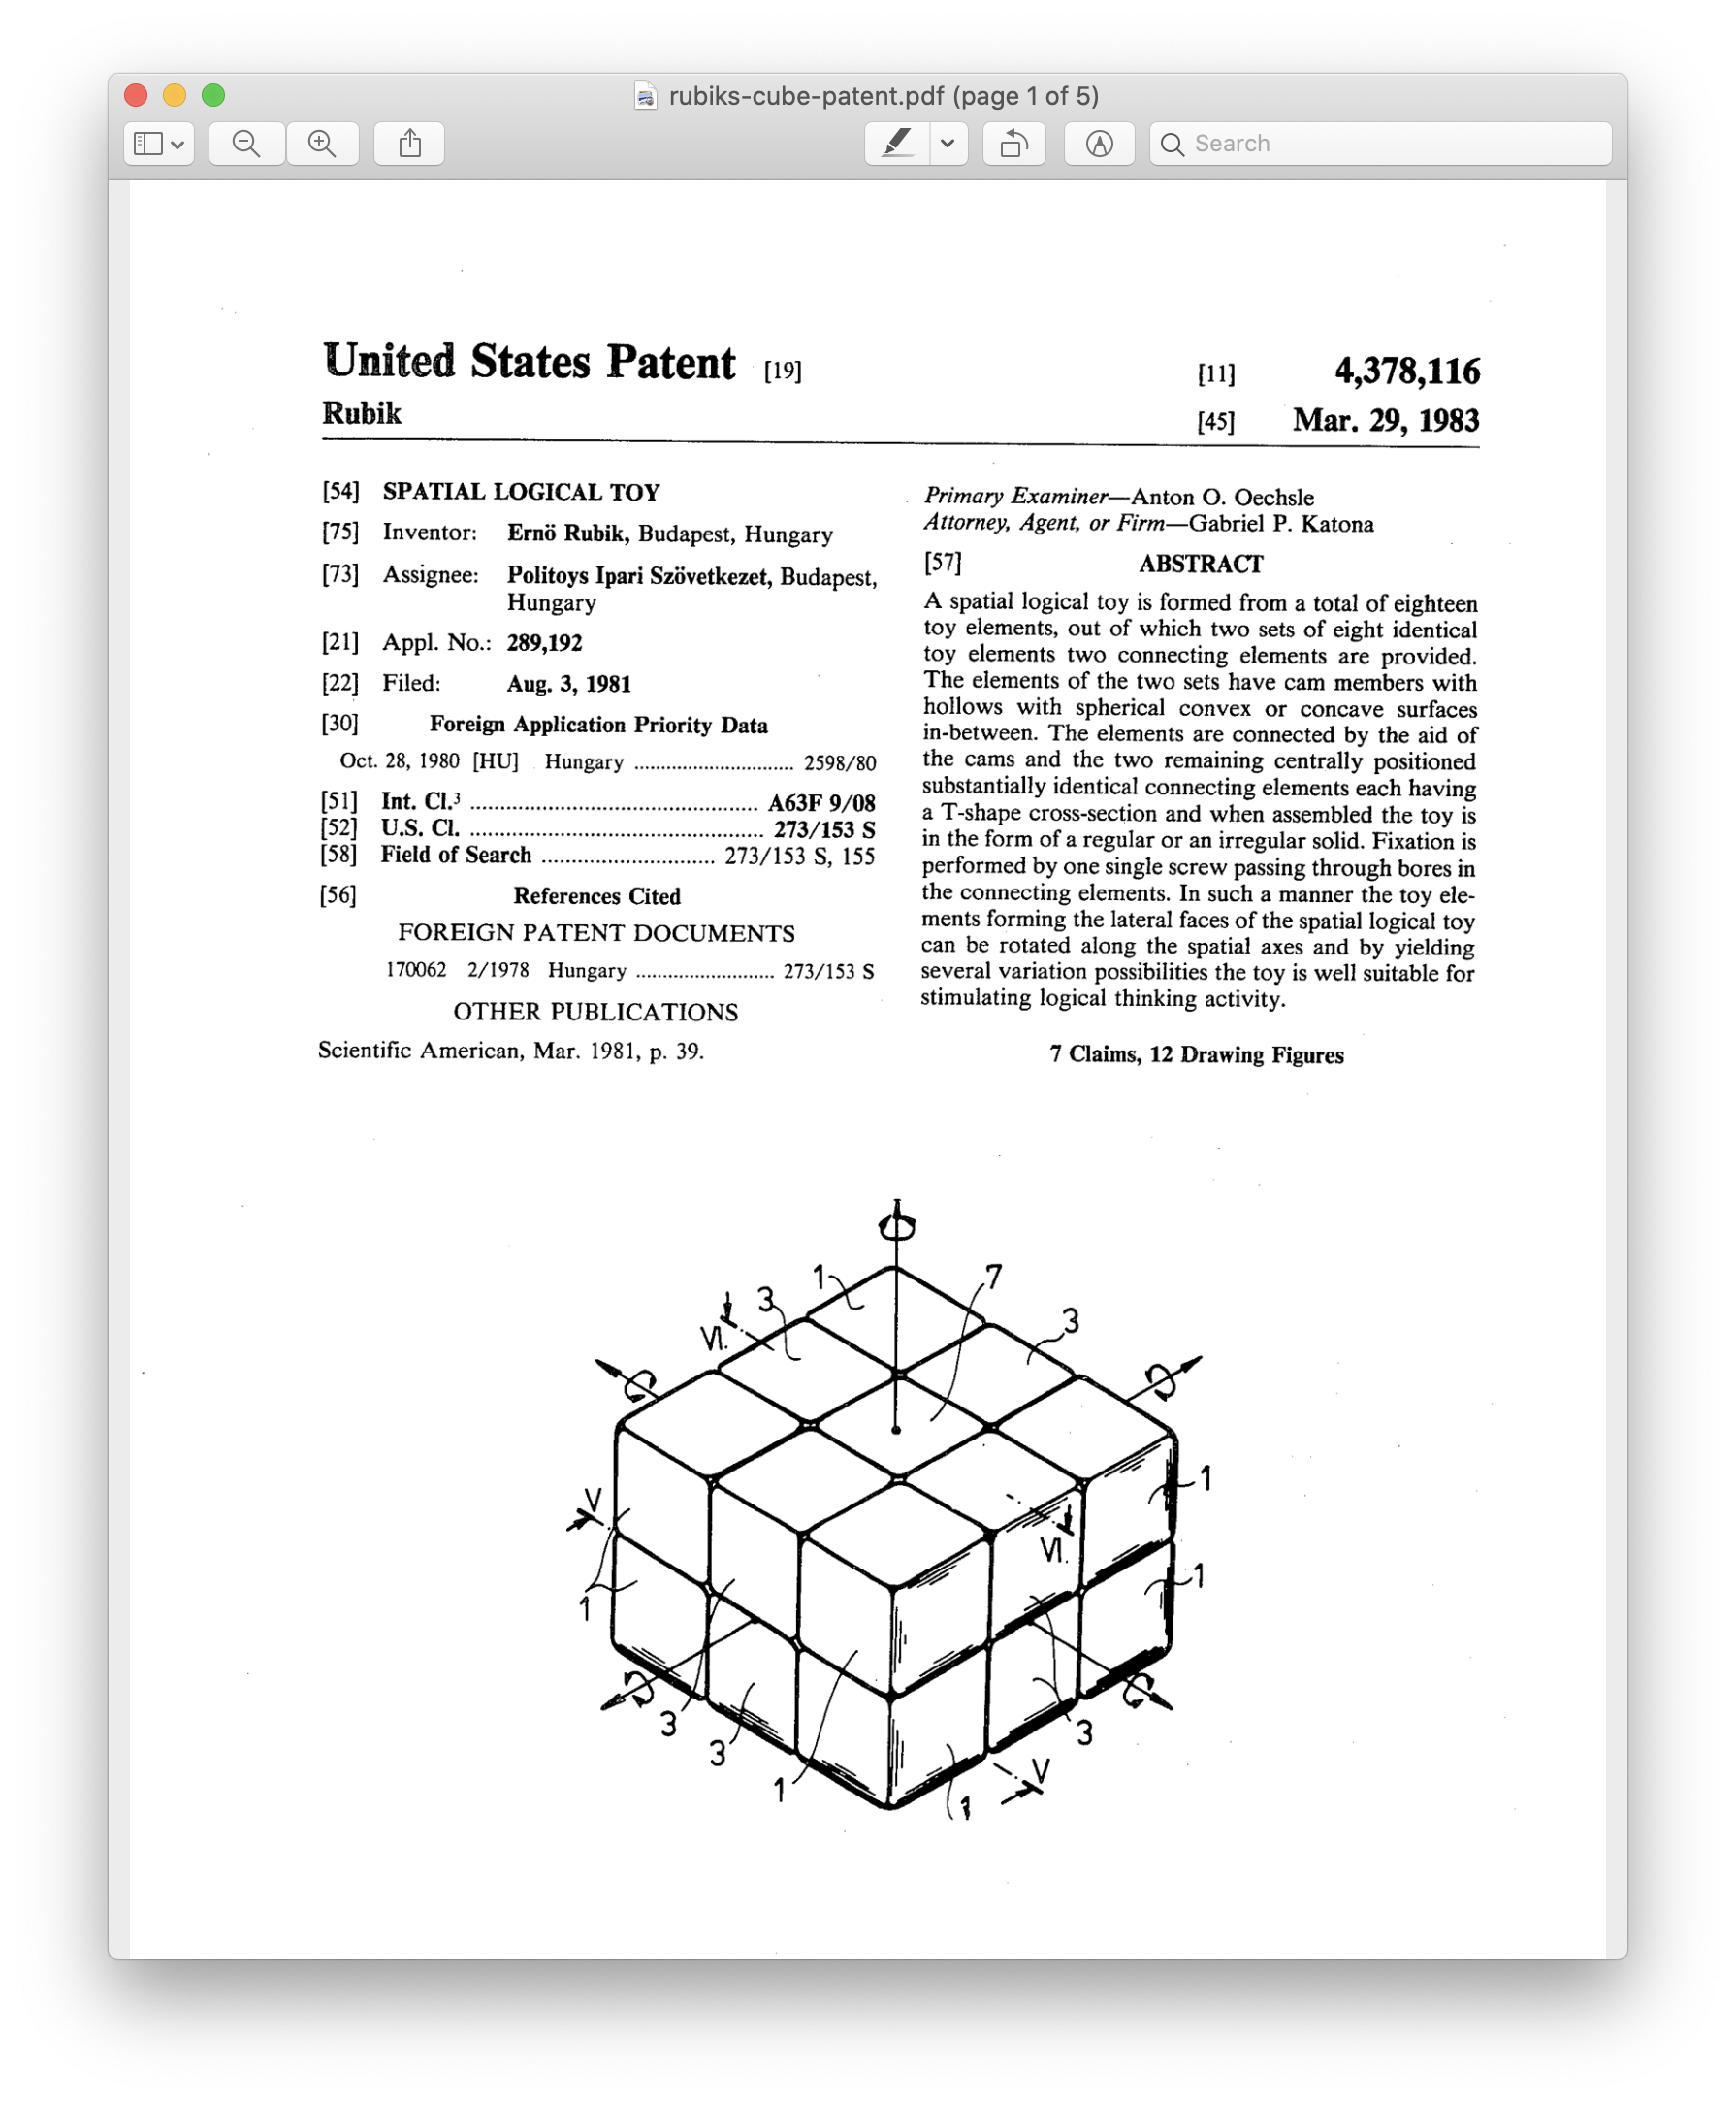 rubiks-cube-patent.pdf (page 1 of 5)
Search
United States Patent [19]
[11] 4,378,116
Rubik
[45] Mar. 29, 1983
[54] SPATIAL LOGICAL TOY
[75] Inventor: Ernö Rubik, Budapest, Hungary
[73] Assignee: Politoys Ipari Szövetkezet, Budapest,
Hungary
[21] Appl. No.: 289,192
[22] Filed: Aug. 3, 1981
[30] Foreign Application Priority Data
Oct. 28, 1980 [HU] Hungary ............................ 2598/80
[51] Int. Cl.³ ........................................ A63F 9/08
[52] U.S. Cl. ......................................... 273/153 S
[58] Field of Search ........................... 273/153 S, 155
[56] References Cited
FOREIGN PATENT DOCUMENTS
170062 2/1978 Hungary ........................ 273/153 S
OTHER PUBLICATIONS
Scientific American, Mar. 1981, p. 39.
Primary Examiner—Anton O. Oechsle
Attorney, Agent, or Firm—Gabriel P. Katona
[57] ABSTRACT
A spatial logical toy is formed from a total of eighteen
toy elements, out of which two sets of eight identical
toy elements two connecting elements are provided.
The elements of the two sets have cam members with
hollows with spherical convex or concave surfaces
in-between. The elements are connected by the aid of
the cams and the two remaining centrally positioned
substantially identical connecting elements each having
a T-shape cross-section and when assembled the toy is
in the form of a regular or an irregular solid. Fixation is
performed by one single screw passing through bores in
the connecting elements. In such a manner the toy ele-
ments forming the lateral faces of the spatial logical toy
can be rotated along the spatial axes and by yielding
several variation possibilities the toy is well suitable for
stimulating logical thinking activity.
7 Claims, 12 Drawing Figures
1
7
3
3
VI.
1
V
VI.
1
1
3
3
3
1
V
1